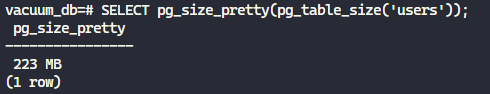 vacuum_db=# SELECT pg_size_pretty(pg_table_size('users'));
 pg_size_pretty
----------------
 223 MB
(1 row)